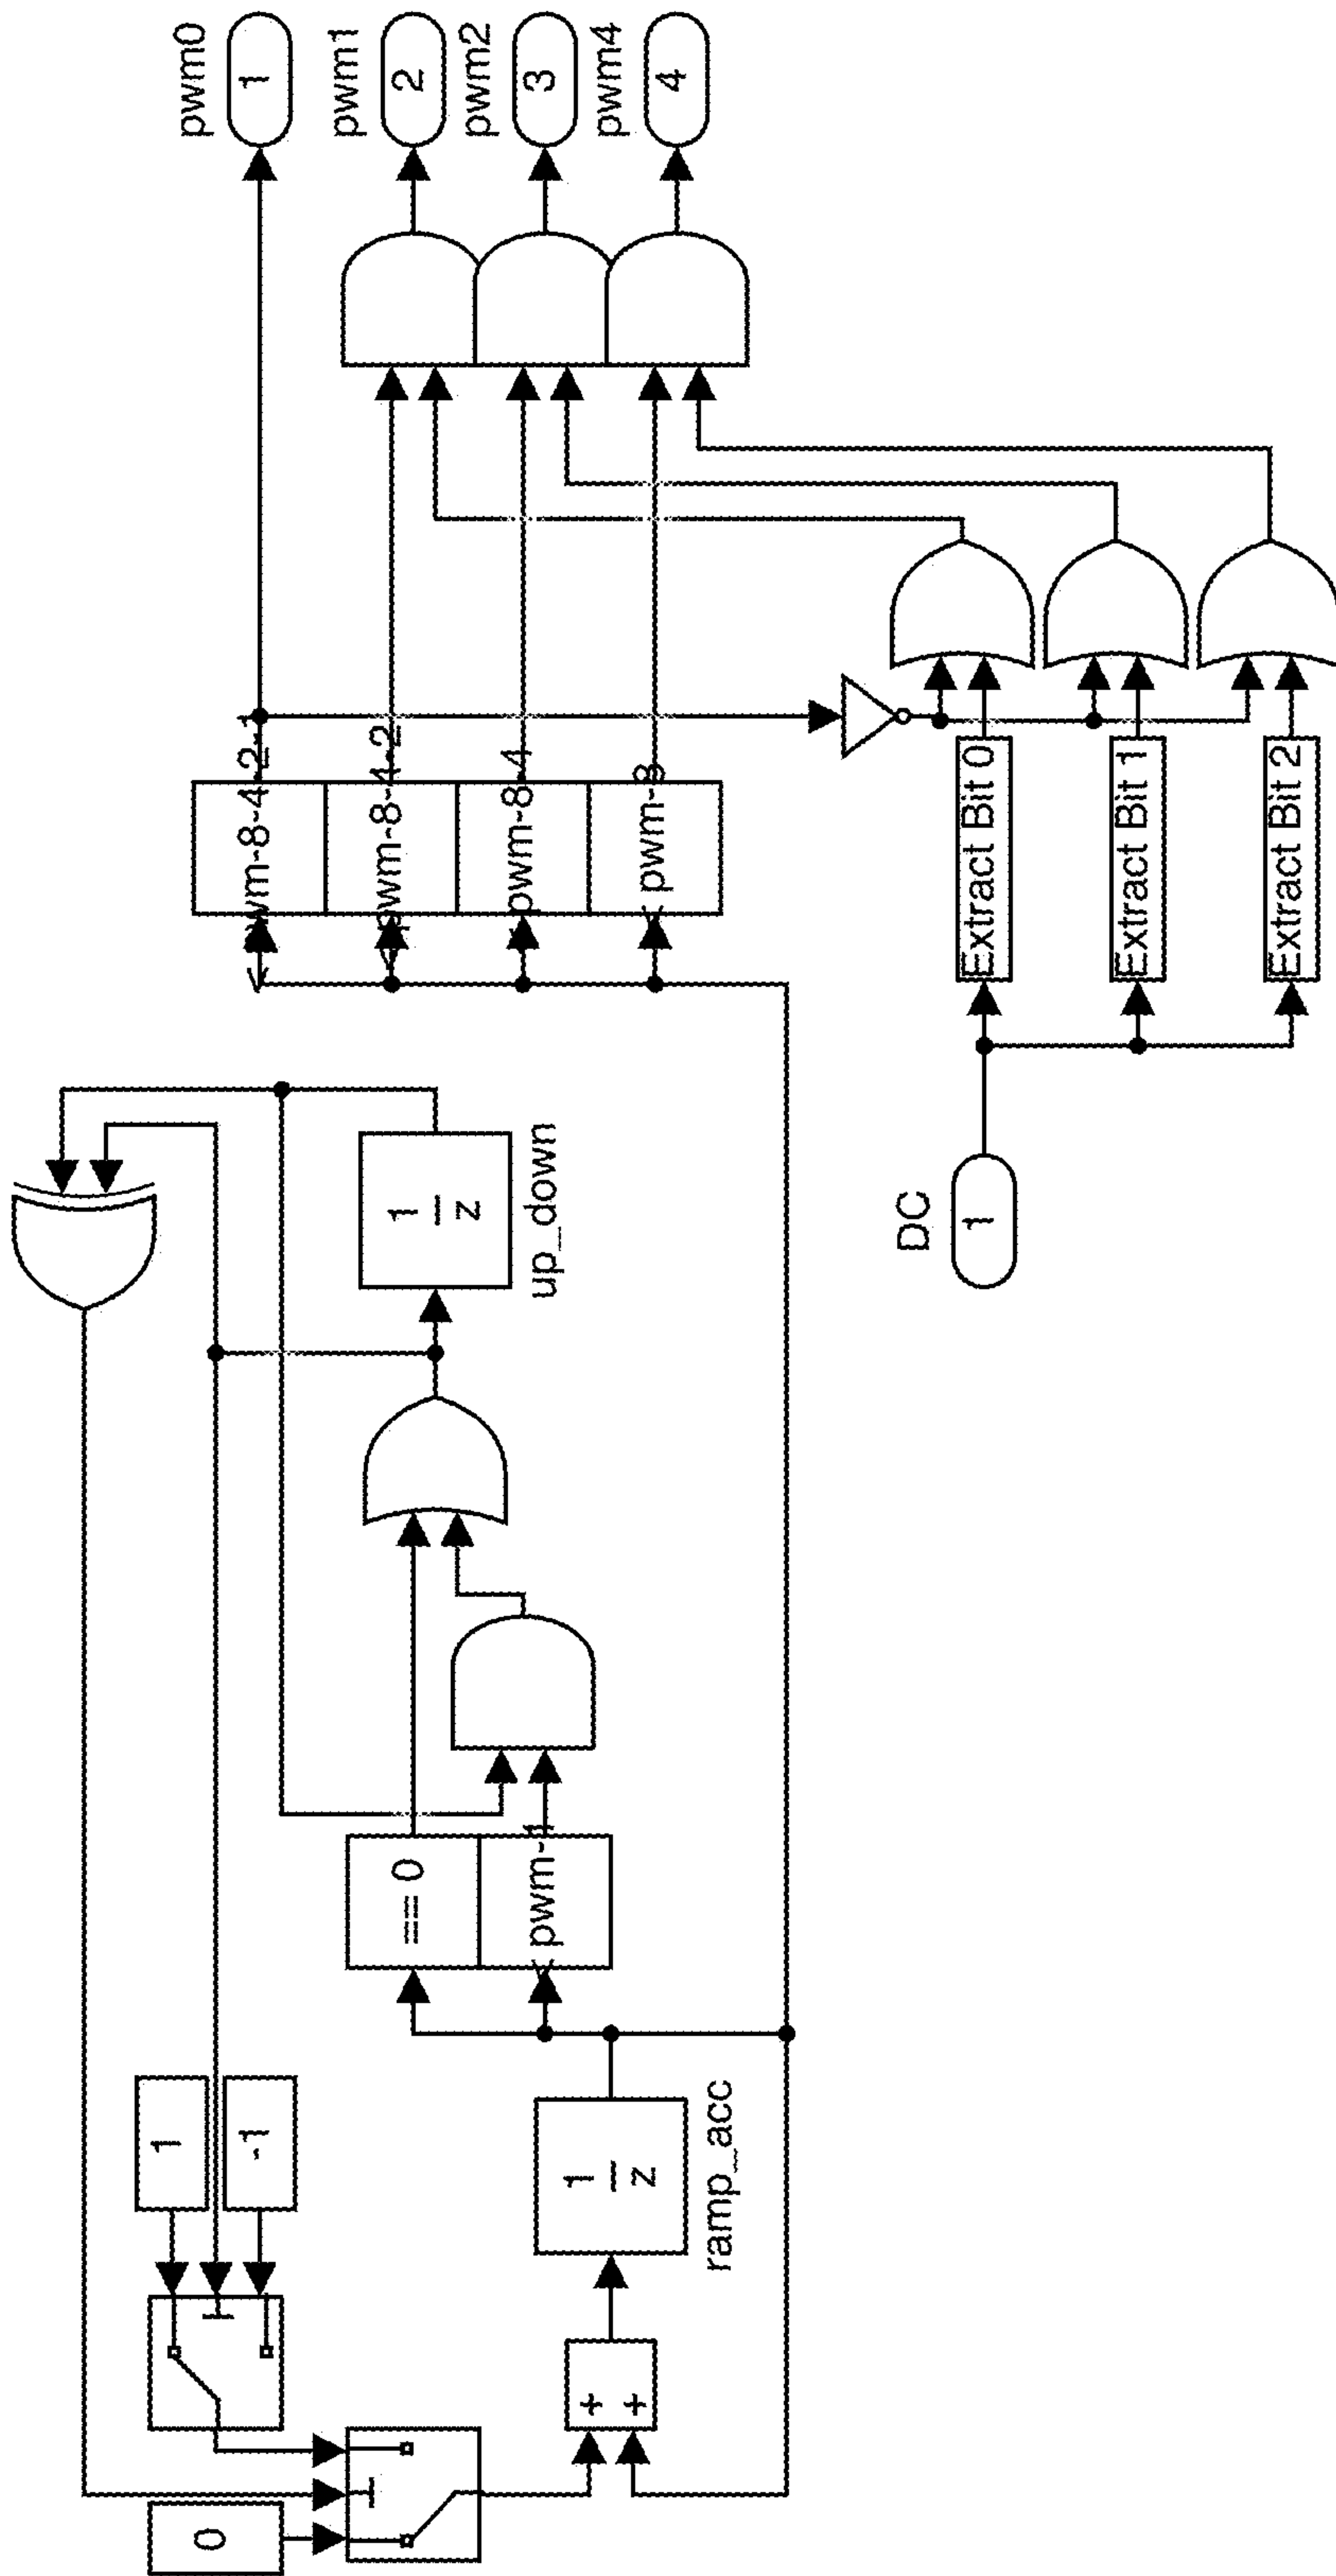 0
1
-1
+
+
1
z
ramp_acc
== 0
< pwm-1
1
z
up_down
DC
1
Extract Bit 0
Extract Bit 1
Extract Bit 2
< pwm-8-4-2-1
< pwm-8-4-2
< pwm-8-4
< pwm-8
pwm0
1
pwm1
2
pwm2
3
pwm4
4